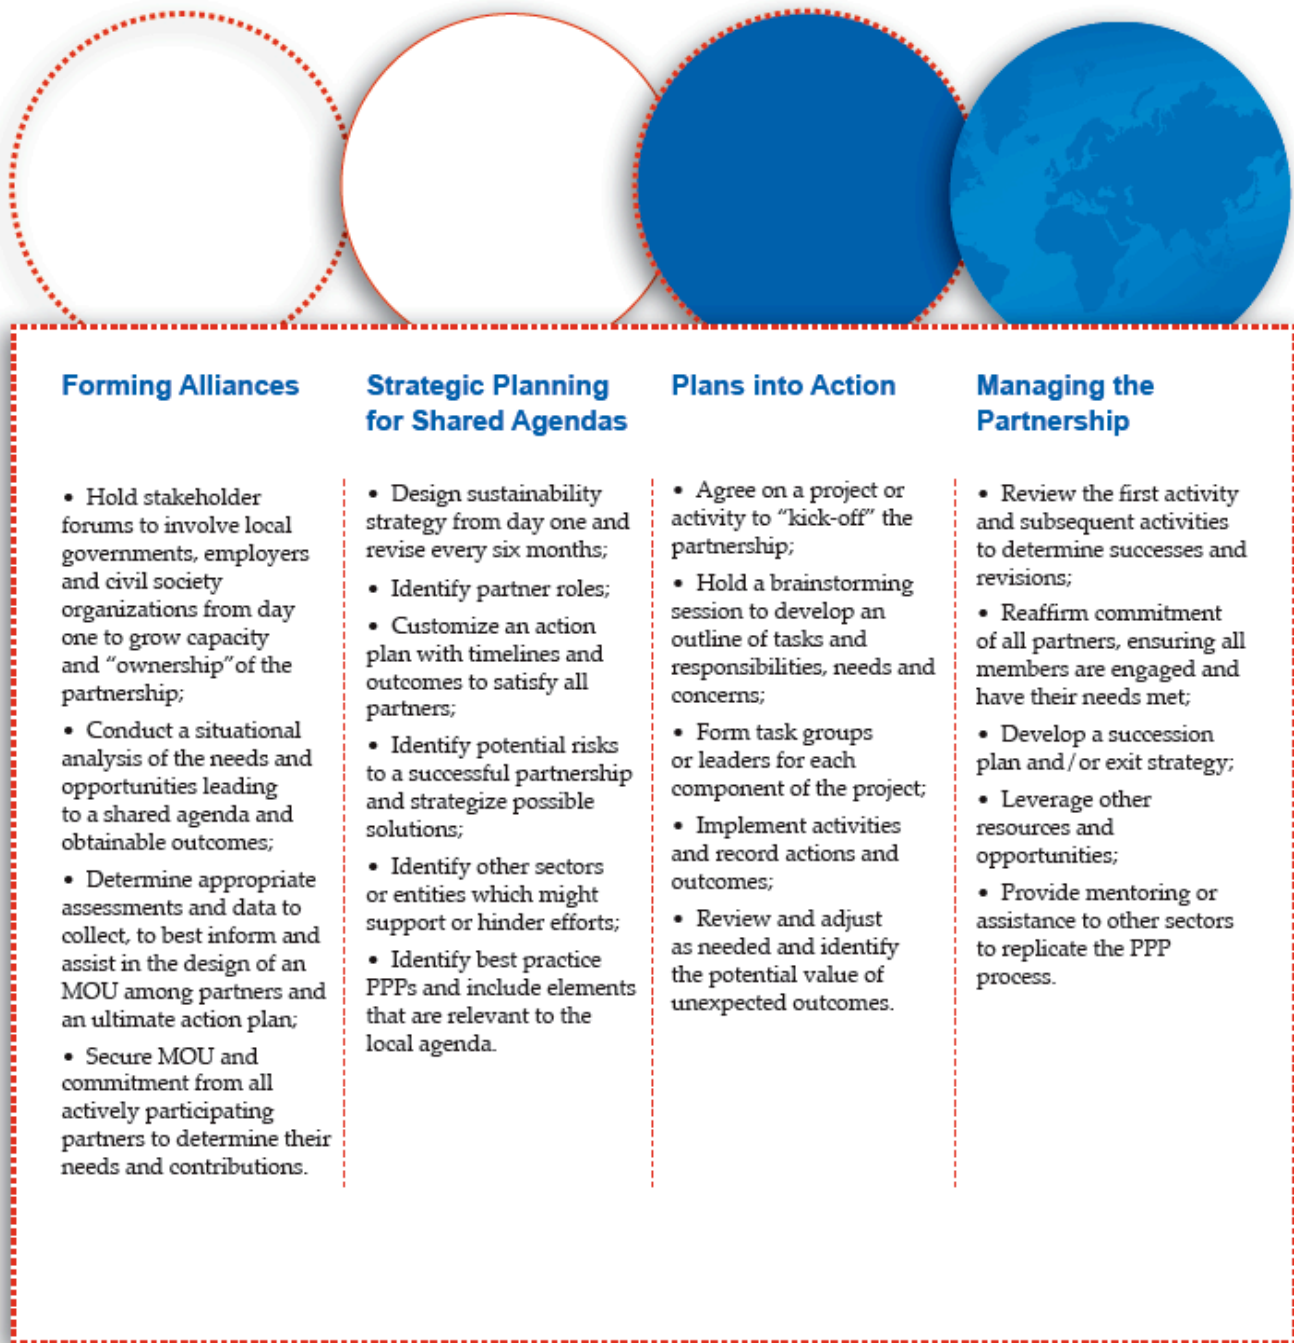 Forming Alliances
• Hold stakeholder
forums to involve local
governments, employers
and civil society
organizations from day
one to grow capacity
and “ownership”of the
partnership;
• Conduct a situational
analysis of the needs and
opportunities leading
to a shared agenda and
obtainable outcomes;
• Determine appropriate
assessments and data to
collect, to best inform and
assist in the design of an
MOU among partners and
an ultimate action plan;
• Secure MOU and
commitment from all
actively participating
partners to determine their
needs and contributions.
Strategic Planning
for Shared Agendas
• Design sustainability
strategy from day one and
revise every six months;
• Identify partner roles;
• Customize an action
plan with timelines and
outcomes to satisfy all
partners;
• Identify potential risks
to a successful partnership
and strategize possible
solutions;
• Identify other sectors
or entities which might
support or hinder efforts;
• Identify best practice
PPPs and include elements
that are relevant to the
local agenda.
Plans into Action
• Agree on a project or
activity to “kick-off” the
partnership;
• Hold a brainstorming
session to develop an
outline of tasks and
responsibilities, needs and
concerns;
• Form task groups
or leaders for each
component of the project;
• Implement activities
and record actions and
outcomes;
• Review and adjust
as needed and identify
the potential value of
unexpected outcomes.
Managing the
Partnership
• Review the first activity
and subsequent activities
to determine successes and
revisions;
• Reaffirm commitment
of all partners, ensuring all
members are engaged and
have their needs met;
• Develop a succession
plan and/or exit strategy;
• Leverage other
resources and
opportunities;
• Provide mentoring or
assistance to other sectors
to replicate the PPP
process.